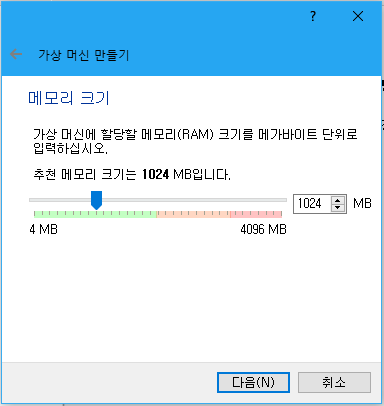 ?
가상 머신 만들기
메모리 크기
가상 머신에 할당할 메모리(RAM) 크기를 메가바이트 단위로
입력하십시오.
추천 메모리 크기는 1024 MB입니다.
1024 MB
4 MB 4096 MB
다음(N) 취소